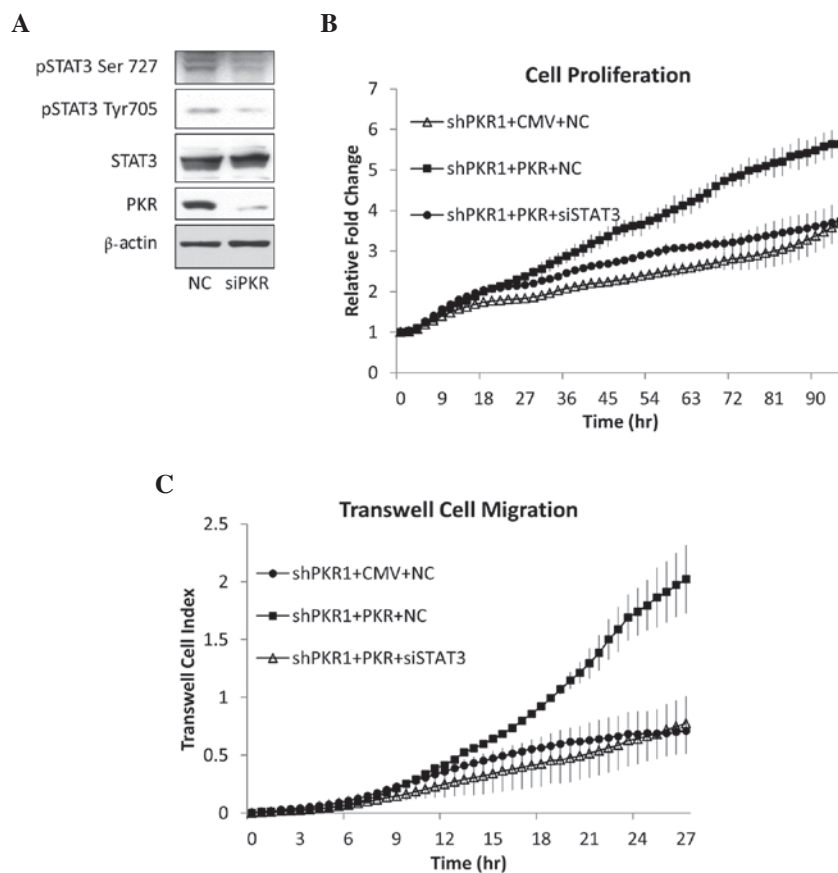 A
pSTAT3 Ser 727
pSTAT3 Tyr705
STAT3
PKR
β-actin
NC siPKR
B
Cell Proliferation
shPKR1+CMV+NC
shPKR1+PKR+NC
shPKR1+PKR+siSTAT3
Relative Fold Change
7
6
5
4
3
2
1
0
0 9 18 27 36 45 54 63 72 81 90
Time (hr)
C
Transwell Cell Migration
shPKR1+CMV+NC
shPKR1+PKR+NC
shPKR1+PKR+siSTAT3
Transwell Cell Index
2.5
2
1.5
1
0.5
0
0 3 6 9 12 15 18 21 24 27
Time (hr)